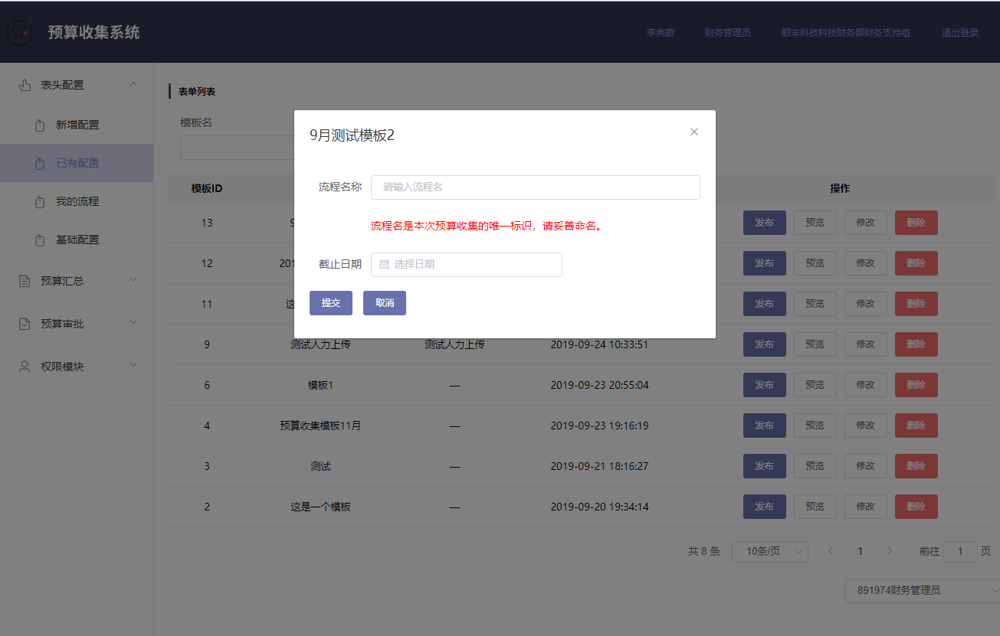 SF 预算收集系统 李典蔚 财务管理员 顺丰科技科技财务部财务支持组 退出登录
表头配置
新增配置
已有配置
我的流程
基础配置
预算汇总
预算审批
权限模块
表单列表
模板名
9月测试模板2
流程名称 请输入流程名
流程名是本次预算收集的唯一标识，请妥善命名。
截止日期 选择日期
提交 取消
模板ID 操作
13 9 发布 预览 修改 删除
12 201 发布 预览 修改 删除
11 这 发布 预览 修改 删除
9 测试人力上传 测试人力上传 2019-09-24 10:33:51 发布 预览 修改 删除
6 模板1 — 2019-09-23 20:55:04 发布 预览 修改 删除
4 预算收集模板11月 — 2019-09-23 19:16:19 发布 预览 修改 删除
3 测试 — 2019-09-21 18:16:27 发布 预览 修改 删除
2 这是一个模板 — 2019-09-20 19:34:14 发布 预览 修改 删除
共 8 条 10条/页 1 前往 1 页
891974财务管理员